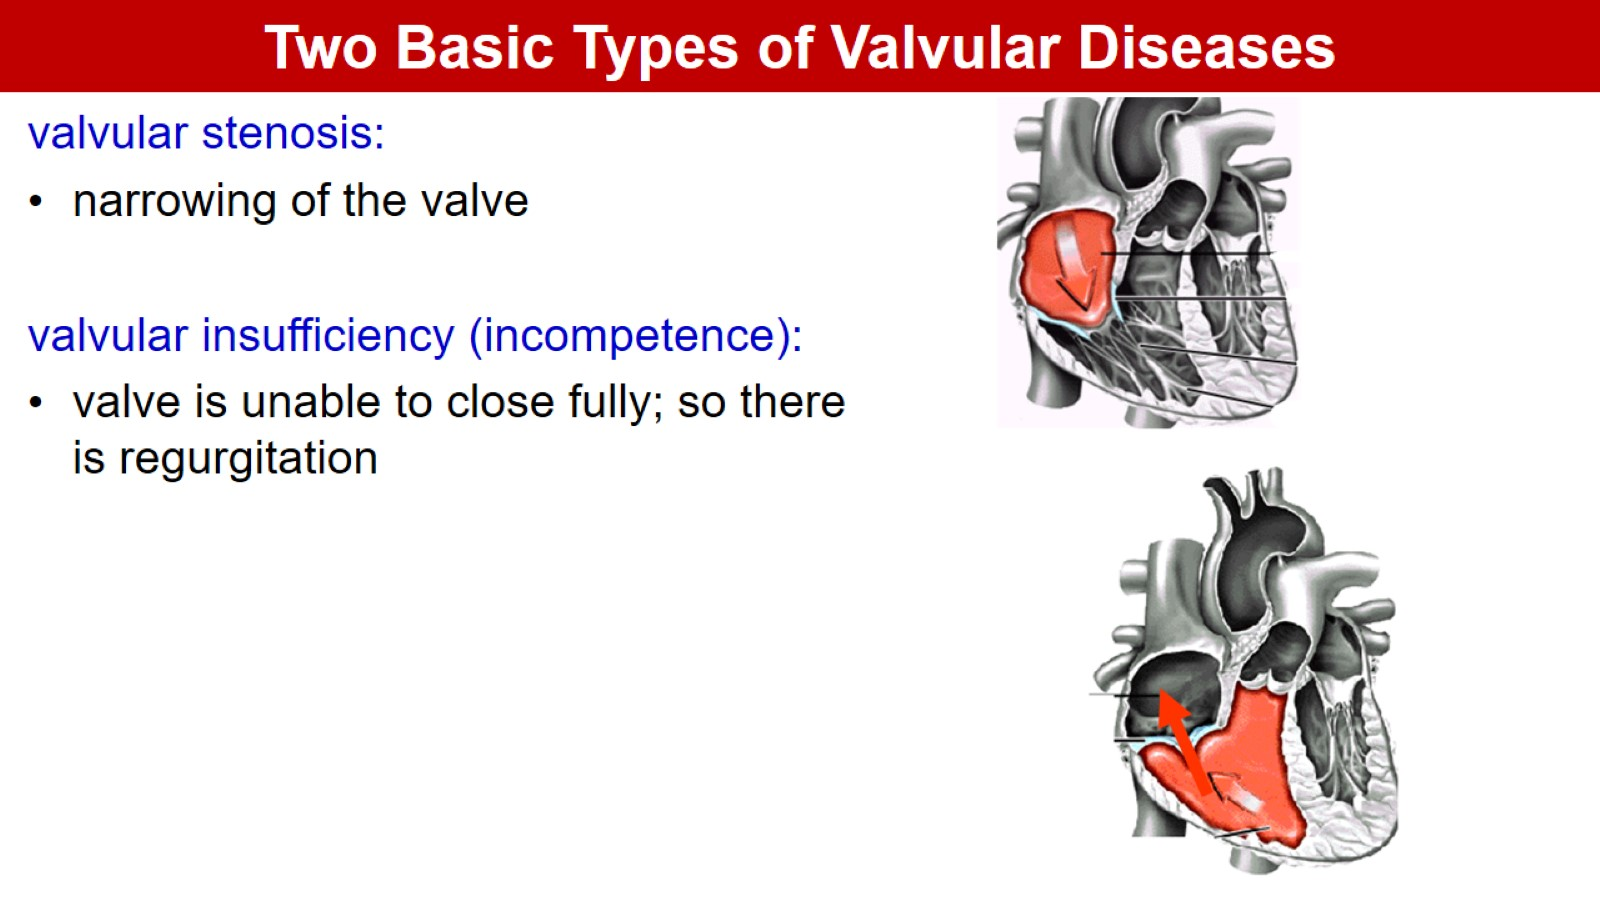 Two Basic Types of Valvular Diseases
valvular stenosis:
• narrowing of the valve
valvular insufficiency (incompetence):
• valve is unable to close fully; so there
is regurgitation